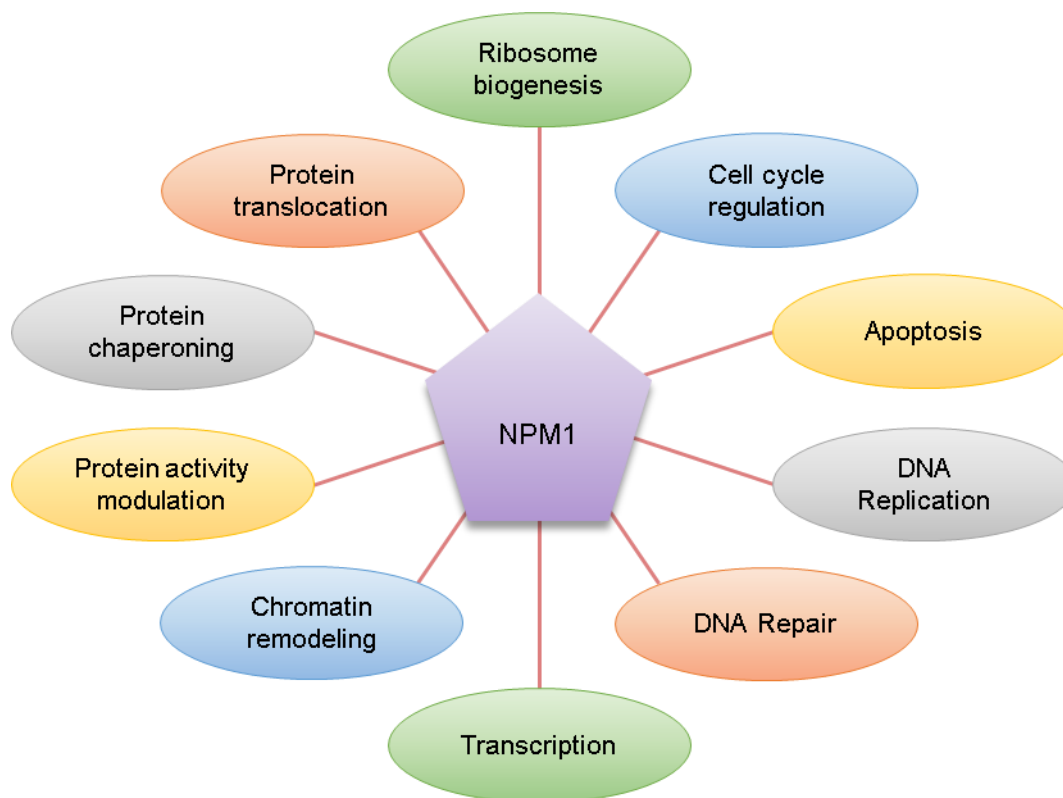 Ribosome
biogenesis
Cell cycle
regulation
Apoptosis
DNA
Replication
DNA Repair
Transcription
Chromatin
remodeling
Protein activity
modulation
Protein
chaperoning
Protein
translocation
NPM1